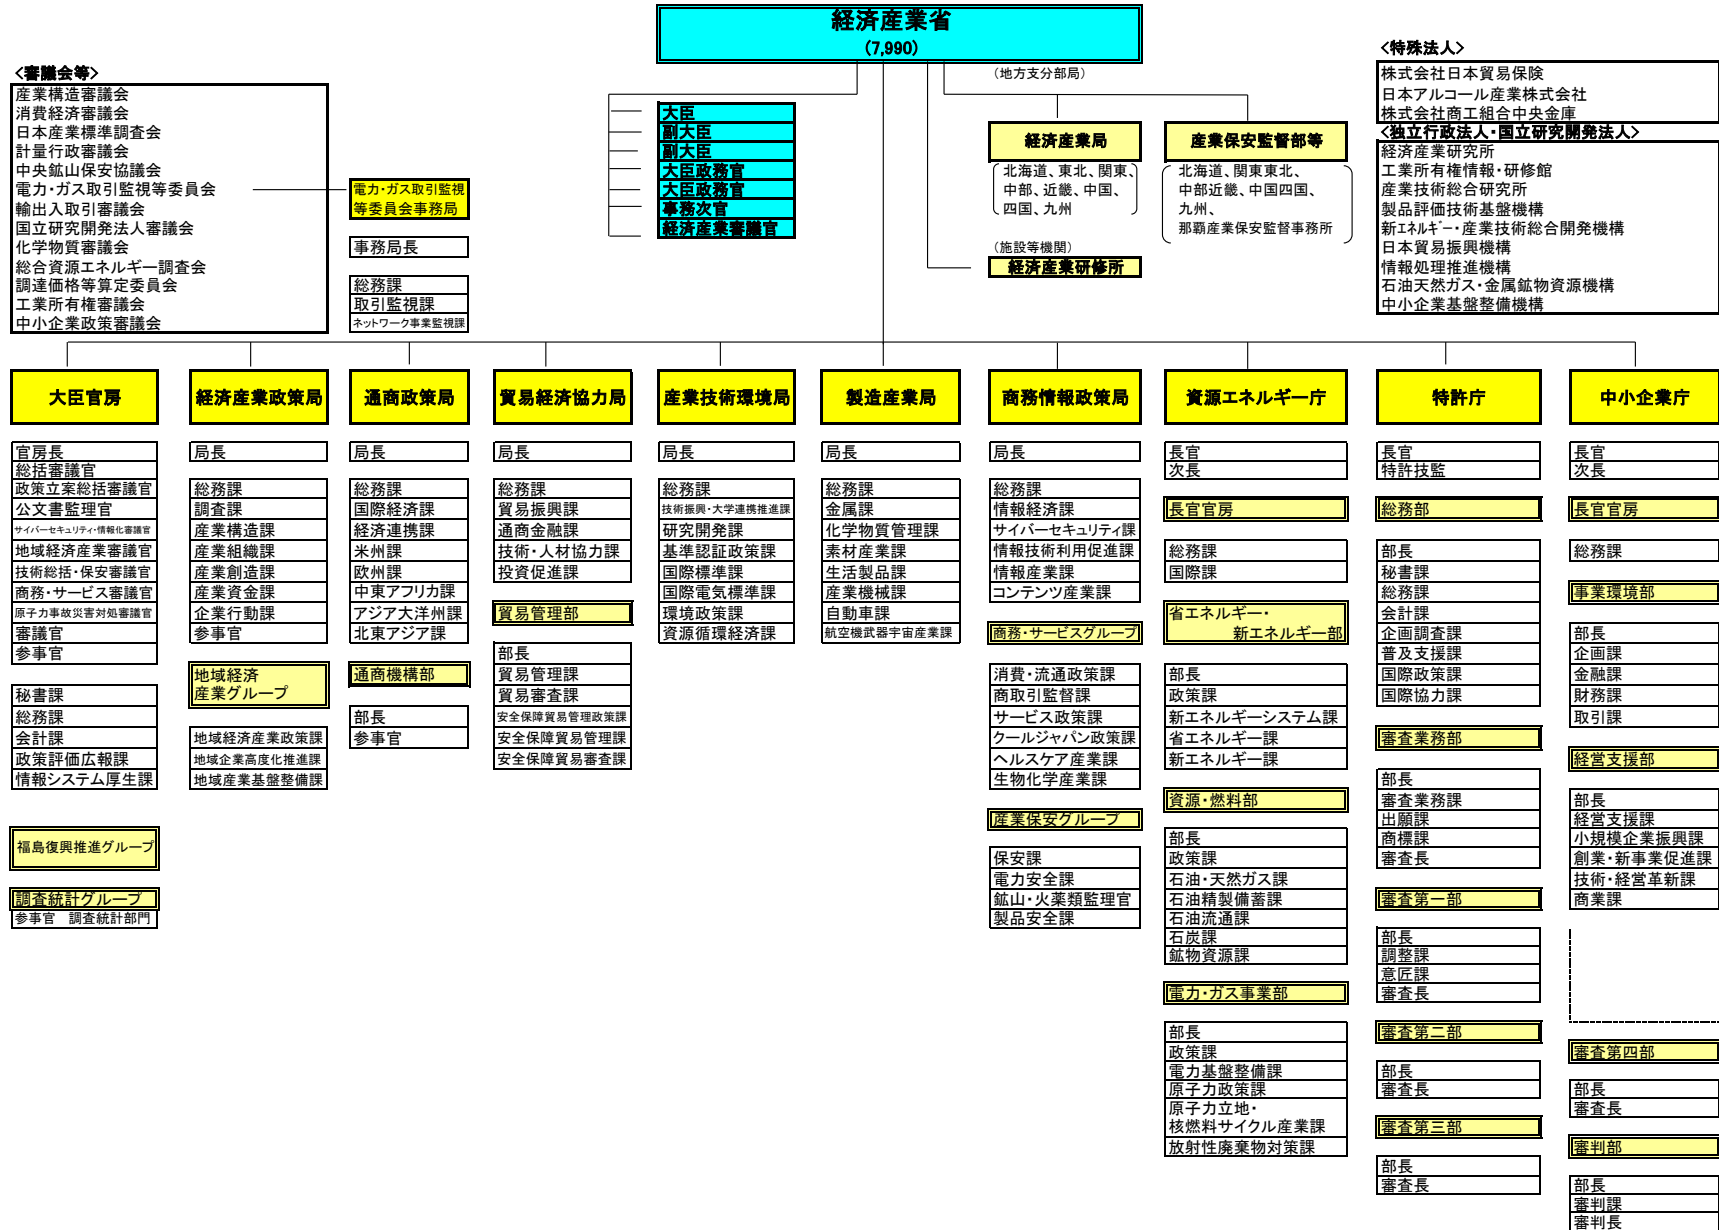 経済産業省
(7,990)
<審議会等>
産業構造審議会
消費経済審議会
日本産業標準調査会
計量行政審議会
中央鉱山保安協議会
電力・ガス取引監視等委員会
輸出入取引審議会
国立研究開発法人審議会
化学物質審議会
総合資源エネルギー調査会
調達価格等算定委員会
工業所有権審議会
中小企業政策審議会
電力・ガス取引監視
等委員会事務局
事務局長
総務課
取引監視課
ネットワーク事業監視課
大臣
副大臣
副大臣
大臣政務官
大臣政務官
事務次官
経済産業審議官
(地方支分部局)
経済産業局
北海道、東北、関東、
中部、近畿、中国、
四国、九州
産業保安監督部等
北海道、関東東北、
中部近畿、中国四国、
九州、
那覇産業保安監督事務所
(施設等機関)
経済産業研修所
<特殊法人>
株式会社日本貿易保険
日本アルコール産業株式会社
株式会社商工組合中央金庫
<独立行政法人・国立研究開発法人>
経済産業研究所
工業所有権情報・研修館
産業技術総合研究所
製品評価技術基盤機構
新エネルギー・産業技術総合開発機構
日本貿易振興機構
情報処理推進機構
石油天然ガス・金属鉱物資源機構
中小企業基盤整備機構
大臣官房
官房長
総括審議官
政策立案総括審議官
公文書監理官
サイバーセキュリティ・情報化審議官
地域経済産業審議官
技術総括・保安審議官
商務・サービス審議官
原子力事故災害対処審議官
審議官
参事官
秘書課
総務課
会計課
政策評価広報課
情報システム厚生課
福島復興推進グループ
調査統計グループ
参事官 調査統計部門
経済産業政策局
局長
総務課
調査課
産業構造課
産業組織課
産業創造課
産業資金課
企業行動課
参事官
地域経済
産業グループ
地域経済産業政策課
地域企業高度化推進課
地域産業基盤整備課
通商政策局
局長
総務課
国際経済課
経済連携課
米州課
欧州課
中東アフリカ課
アジア大洋州課
北東アジア課
通商機構部
部長
参事官
貿易経済協力局
局長
総務課
貿易振興課
通商金融課
技術・人材協力課
投資促進課
貿易管理部
部長
貿易管理課
貿易審査課
安全保障貿易管理政策課
安全保障貿易管理課
安全保障貿易審査課
産業技術環境局
局長
総務課
技術振興・大学連携推進課
研究開発課
基準認証政策課
国際標準課
国際電気標準課
環境政策課
資源循環経済課
製造産業局
局長
総務課
金属課
化学物質管理課
素材産業課
生活製品課
産業機械課
自動車課
航空機武器宇宙産業課
商務情報政策局
局長
総務課
情報経済課
サイバーセキュリティ課
情報技術利用促進課
情報産業課
コンテンツ産業課
商務・サービスグループ
消費・流通政策課
商取引監督課
サービス政策課
クールジャパン政策課
ヘルスケア産業課
生物化学産業課
産業保安グループ
保安課
電力安全課
鉱山・火薬類監理官
製品安全課
資源エネルギー庁
長官
次長
長官官房
総務課
国際課
省エネルギー・
新エネルギー部
部長
政策課
新エネルギーシステム課
省エネルギー課
新エネルギー課
資源・燃料部
部長
政策課
石油・天然ガス課
石油精製備蓄課
石油流通課
石炭課
鉱物資源課
電力・ガス事業部
部長
政策課
電力基盤整備課
原子力政策課
原子力立地・
核燃料サイクル産業課
放射性廃棄物対策課
特許庁
長官
特許技監
総務部
部長
秘書課
総務課
会計課
企画調査課
普及支援課
国際政策課
国際協力課
審査業務部
部長
審査業務課
出願課
商標課
審査長
審査第一部
部長
調整課
意匠課
審査長
審査第二部
部長
審査長
審査第三部
部長
審査長
中小企業庁
長官
次長
長官官房
総務課
事業環境部
部長
企画課
金融課
財務課
取引課
経営支援部
部長
経営支援課
小規模企業振興課
創業・新事業促進課
技術・経営革新課
商業課
審査第四部
部長
審査長
審判部
部長
審判課
審判長